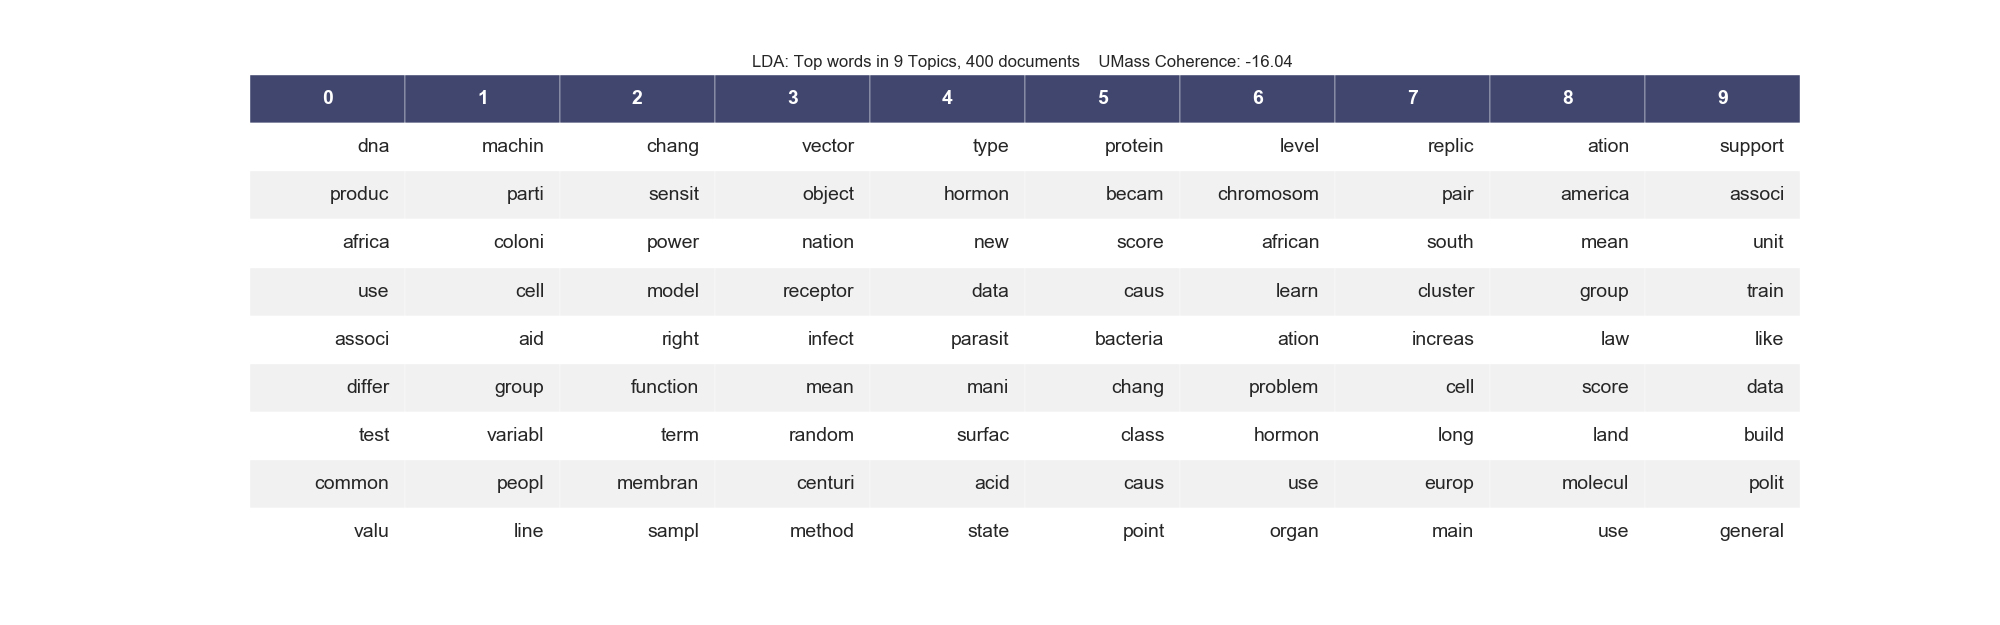 LDA: Top words in 9 Topics, 400 documents    UMass Coherence: -16.04
0 1 2 3 4 5 6 7 8 9
dna machin chang vector type protein level replic ation support
produc parti sensit object hormon becam chromosom pair america associ
africa coloni power nation new score african south mean unit
use cell model receptor data caus learn cluster group train
associ aid right infect parasit bacteria ation increas law like
differ group function mean mani chang problem cell score data
test variabl term random surfac class hormon long land build
common peopl membran centuri acid caus use europ molecul polit
valu line sampl method state point organ main use general